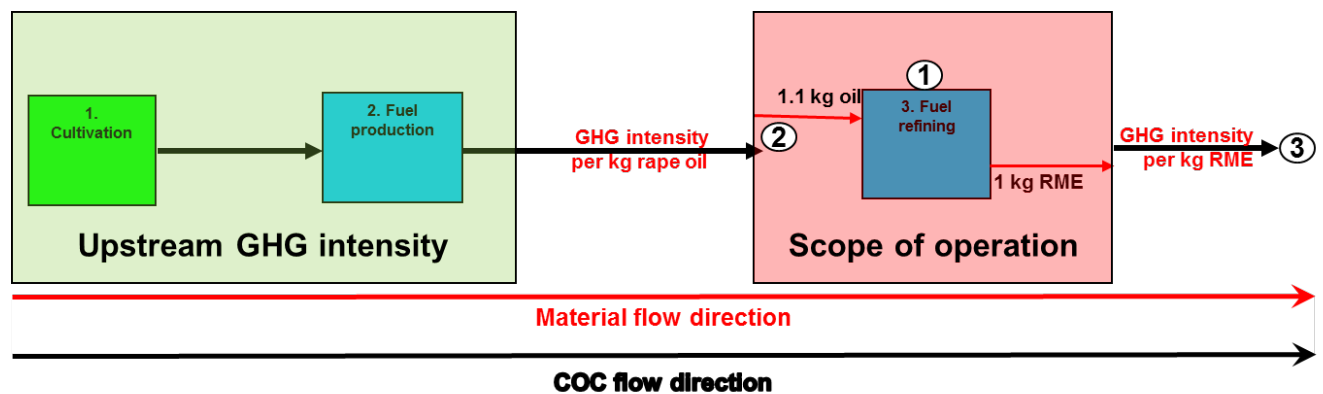 1.
Cultivation
2. Fuel
production
Upstream GHG intensity
GHG intensity
per kg rape oil
1.1 kg oil
2
1
3. Fuel
refining
1 kg RME
Scope of operation
GHG intensity
per kg RME
3
Material flow direction
COC flow direction